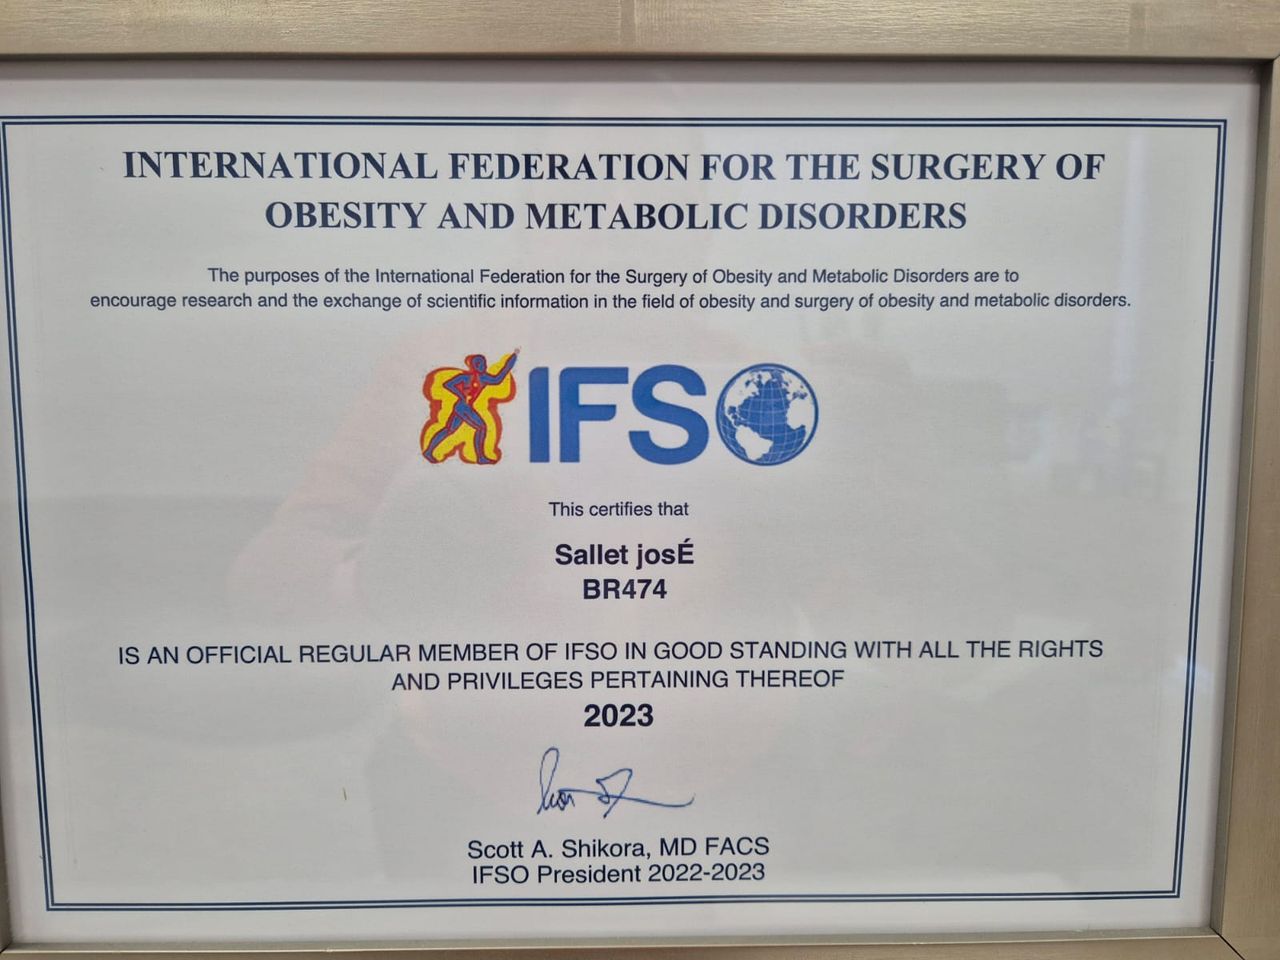 INTERNATIONAL FEDERATION FOR THE SURGERY OF
OBESITY AND METABOLIC DISORDERS
The purposes of the International Federation for the Surgery of Obesity and Metabolic Disorders are to
encourage research and the exchange of scientific information in the field of obesity and surgery of obesity and metabolic disorders.
IFSO
This certifies that
Sallet josÉ
BR474
IS AN OFFICIAL REGULAR MEMBER OF IFSO IN GOOD STANDING WITH ALL THE RIGHTS
AND PRIVILEGES PERTAINING THEREOF
2023
Scott A. Shikora, MD FACS
IFSO President 2022-2023